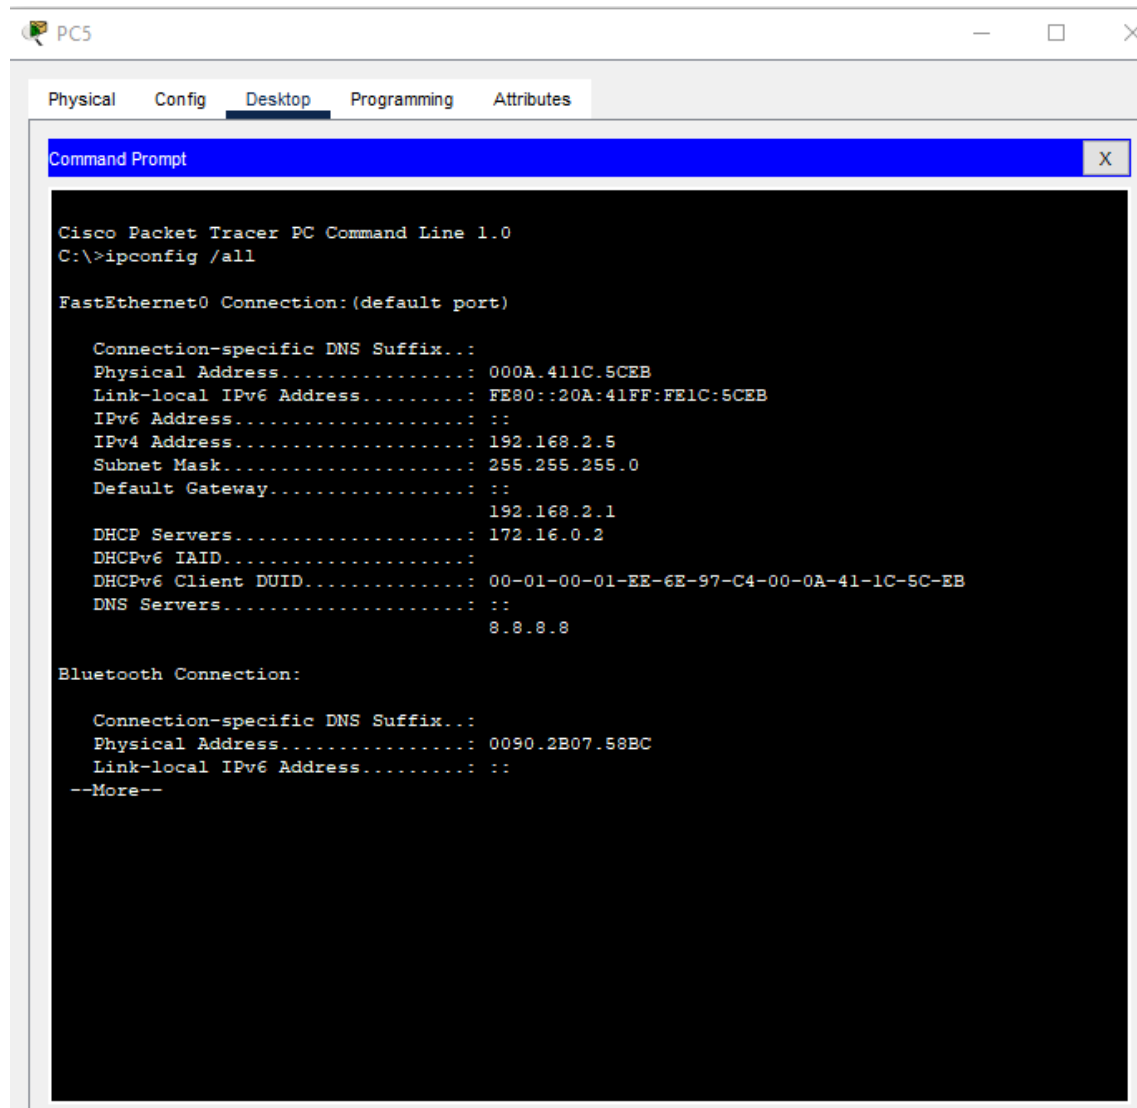 PC5
Physical Config Desktop Programming Attributes
Command Prompt
X
Cisco Packet Tracer PC Command Line 1.0
C:\>ipconfig /all
FastEthernet0 Connection:(default port)
Connection-specific DNS Suffix..:
Physical Address................: 000A.411C.5CEB
Link-local IPv6 Address.........: FE80::20A:41FF:FE1C:5CEB
IPv6 Address....................: ::
IPv4 Address....................: 192.168.2.5
Subnet Mask.....................: 255.255.255.0
Default Gateway.................: ::
192.168.2.1
DHCP Servers....................: 172.16.0.2
DHCPv6 IAID.....................:
DHCPv6 Client DUID..............: 00-01-00-01-EE-6E-97-C4-00-0A-41-1C-5C-EB
DNS Servers.....................: ::
8.8.8.8
Bluetooth Connection:
Connection-specific DNS Suffix..:
Physical Address................: 0090.2B07.58BC
Link-local IPv6 Address.........: ::
--More--